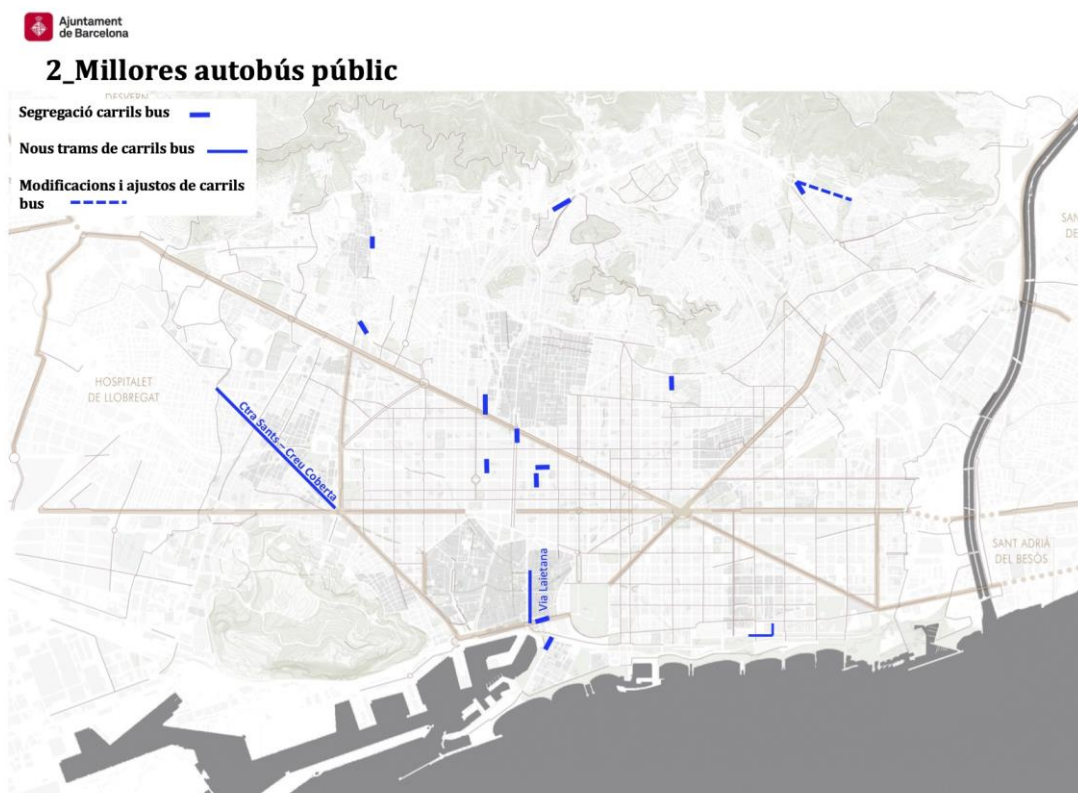 Ajuntament
de Barcelona
2_Millores autobús públic
Segregació carrils bus
Nous trams de carrils bus
Modificacions i ajustos de carrils
bus
HOSPITALET
DE LLOBREGAT
Ctra Sants – Creu Coberta
Via Laietana
SANT ADRIÀ
DEL BESÒS